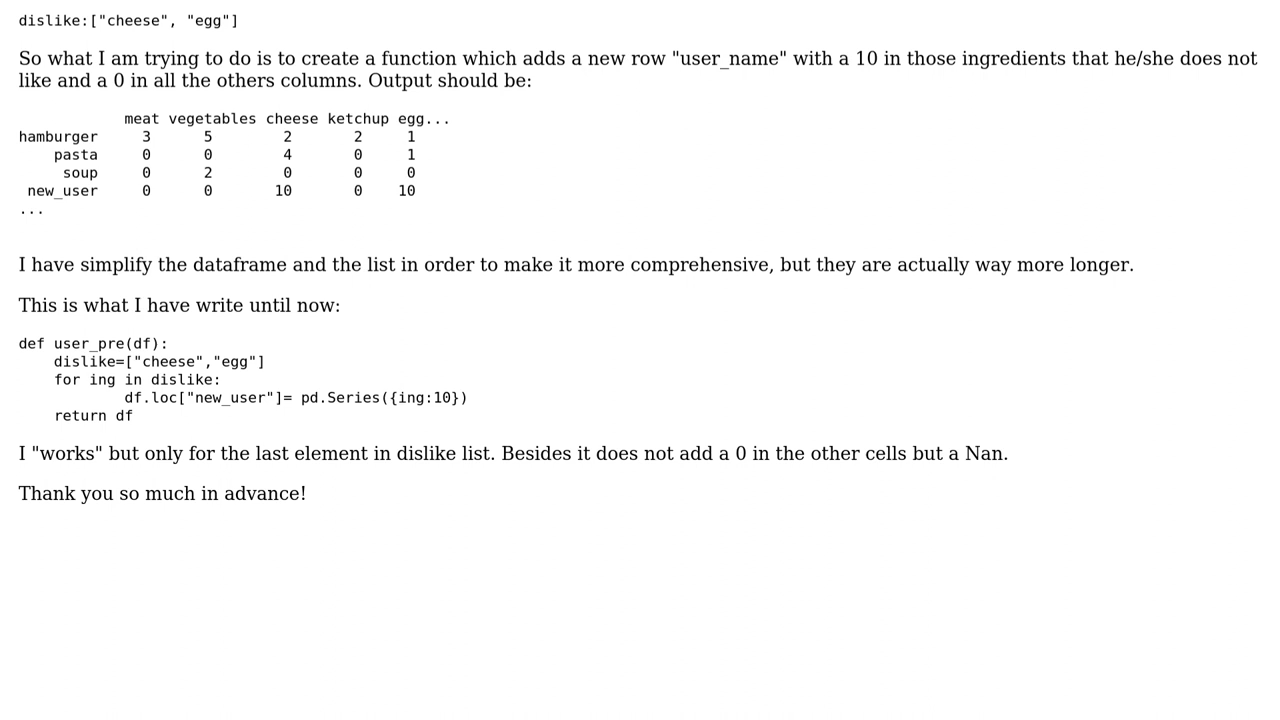 dislike:["cheese", "egg"]
So what I am trying to do is to create a function which adds a new row "user_name" with a 10 in those ingredients that he/she does not
like and a 0 in all the others columns. Output should be:
            meat vegetables cheese ketchup egg...
hamburger     3      5        2       2     1
    pasta     0      0        4       0     1
     soup     0      2        0       0     0
 new_user     0      0       10       0    10
...
I have simplify the dataframe and the list in order to make it more comprehensive, but they are actually way more longer.
This is what I have write until now:
def user_pre(df):
    dislike=["cheese","egg"]
    for ing in dislike:
            df.loc["new_user"]= pd.Series({ing:10})
    return df
I "works" but only for the last element in dislike list. Besides it does not add a 0 in the other cells but a Nan.
Thank you so much in advance!